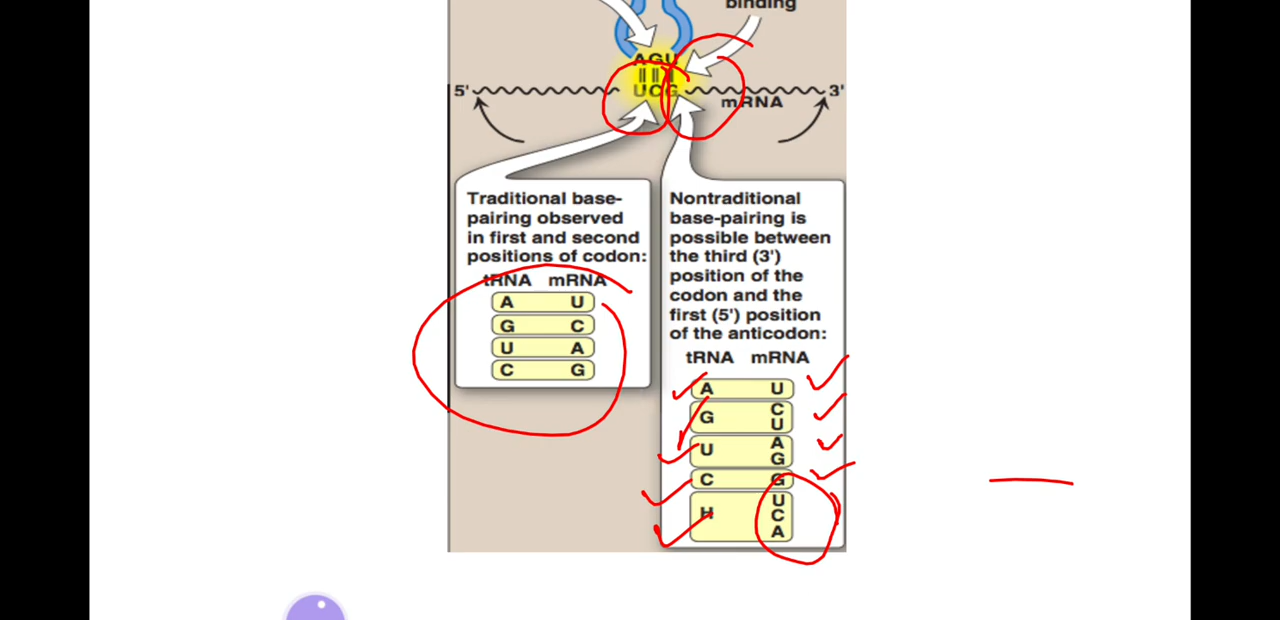 binding
AGU
UCG
5' 3'
mRNA
Traditional base-
pairing observed
in first and second
positions of codon:
tRNA mRNA
A U
G C
U A
C G
Nontraditional
base-pairing is
possible between
the third (3')
position of the
codon and the
first (5') position
of the anticodon:
tRNA mRNA
A U
G C
U
U A
G
C G
H U
C
A